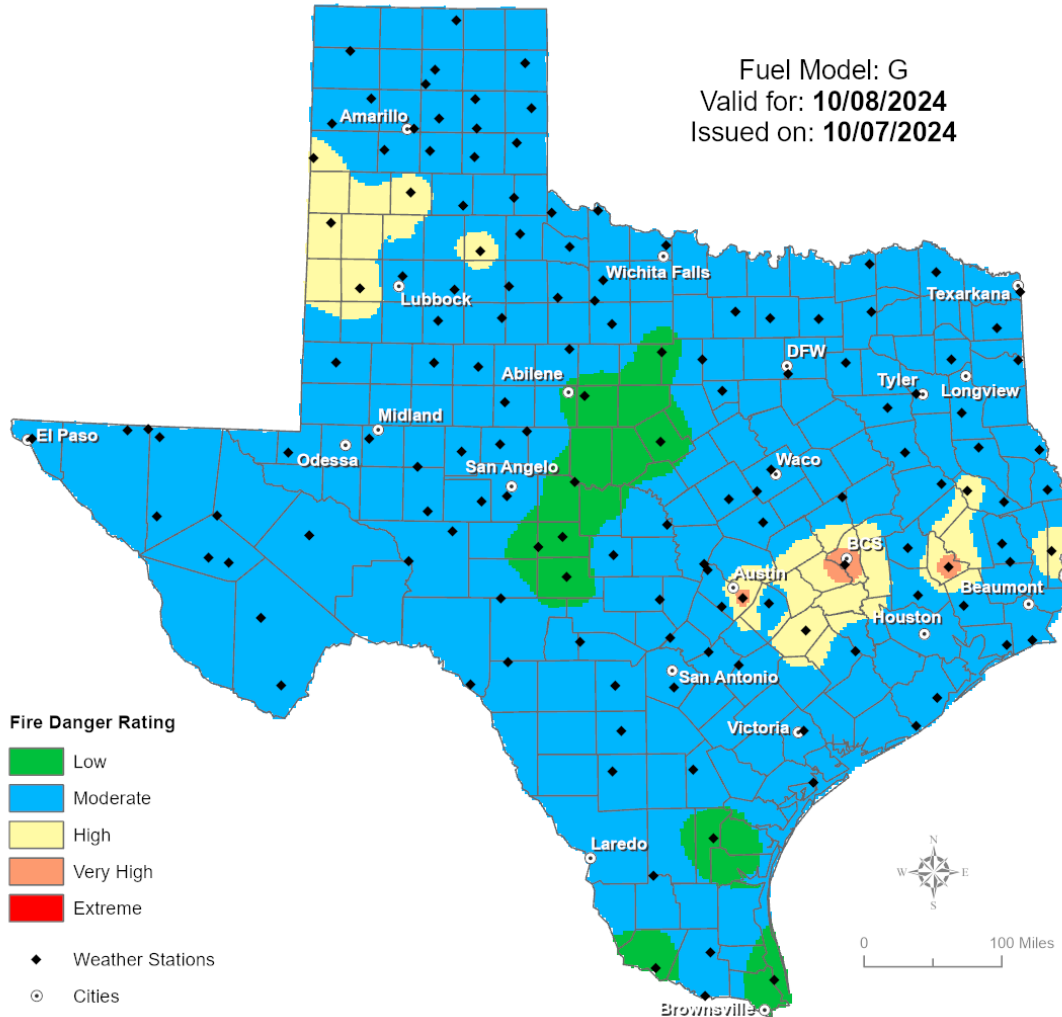 Fuel Model: G
Valid for: 10/08/2024
Issued on: 10/07/2024
Amarillo
Wichita Falls
Lubbock
Texarkana
DFW
Abilene
Tyler
Longview
Midland
El Paso
Odessa
San Angelo
Waco
BCS
Austin
Beaumont
Houston
San Antonio
Victoria
Laredo
Brownsville
Fire Danger Rating
Low
Moderate
High
Very High
Extreme
Weather Stations
Cities
N
W
E
S
0 100 Miles